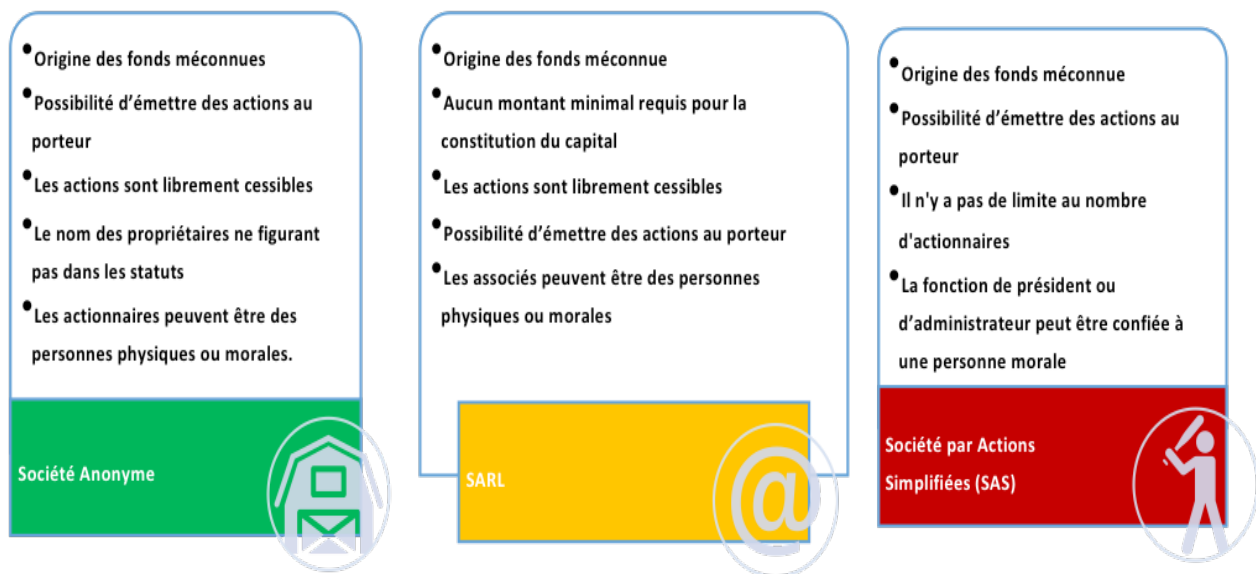 •Origine des fonds méconnues
•Possibilité d’émettre des actions au
porteur
•Les actions sont librement cessibles
•Le nom des propriétaires ne figurant
pas dans les statuts
•Les actionnaires peuvent être des
personnes physiques ou morales.
Société Anonyme
•Origine des fonds méconnue
•Aucun montant minimal requis pour la
constitution du capital
•Les actions sont librement cessibles
•Possibilité d’émettre des actions au porteur
•Les associés peuvent être des personnes
physiques ou morales
SARL
@
•Origine des fonds méconnue
•Possibilité d’émettre des actions au
porteur
•Il n'y a pas de limite au nombre
d'actionnaires
•La fonction de président ou
d’administrateur peut être confiée à
une personne morale
Société par Actions
Simplifiées (SAS)